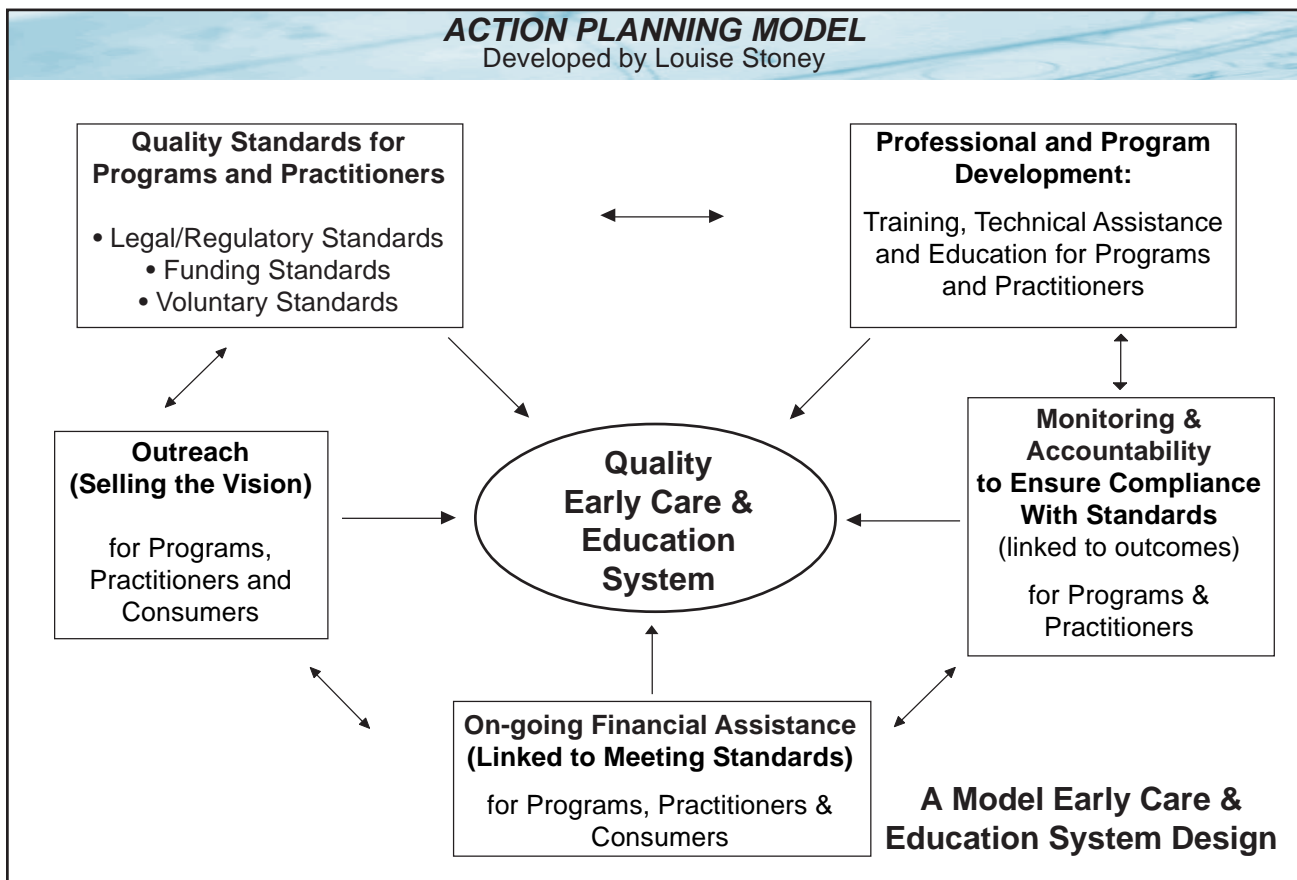 ACTION PLANNING MODEL
Developed by Louise Stoney
Quality Standards for
Programs and Practitioners
• Legal/Regulatory Standards
• Funding Standards
• Voluntary Standards
Professional and Program
Development:
Training, Technical Assistance
and Education for Programs
and Practitioners
Outreach
(Selling the Vision)
for Programs,
Practitioners and
Consumers
Quality
Early Care &
Education
System
Monitoring &
Accountability
to Ensure Compliance
With Standards
(linked to outcomes)
for Programs &
Practitioners
On-going Financial Assistance
(Linked to Meeting Standards)
for Programs, Practitioners &
Consumers
A Model Early Care &
Education System Design